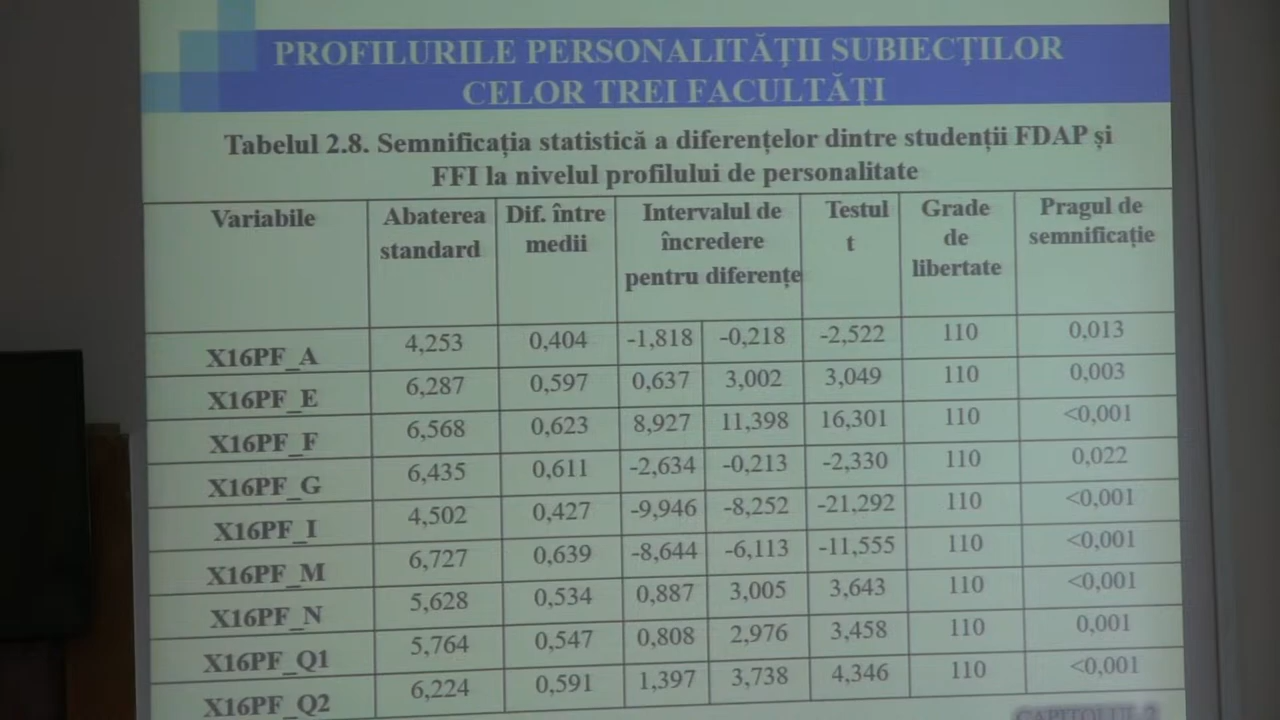 PROFILURILE PERSONALITĂȚII SUBIECȚILOR
CELOR TREI FACULTĂȚI
Tabelul 2.8. Semnificația statistică a diferențelor dintre studenții FDAP și
FFI la nivelul profilului de personalitate
Variabile Abaterea standard Dif. între medii Intervalul de încredere pentru diferențe Testul t Grade de libertate Pragul de semnificație
X16PF_A 4,253 0,404 -1,818 -0,218 -2,522 110 0,013
X16PF_E 6,287 0,597 0,637 3,002 3,049 110 0,003
X16PF_F 6,568 0,623 8,927 11,398 16,301 110 <0,001
X16PF_G 6,435 0,611 -2,634 -0,213 -2,330 110 0,022
X16PF_I 4,502 0,427 -9,946 -8,252 -21,292 110 <0,001
X16PF_M 6,727 0,639 -8,644 -6,113 -11,555 110 <0,001
X16PF_N 5,628 0,534 0,887 3,005 3,643 110 <0,001
X16PF_Q1 5,764 0,547 0,808 2,976 3,458 110 0,001
X16PF_Q2 6,224 0,591 1,397 3,738 4,346 110 <0,001
CAPITOLUL 2